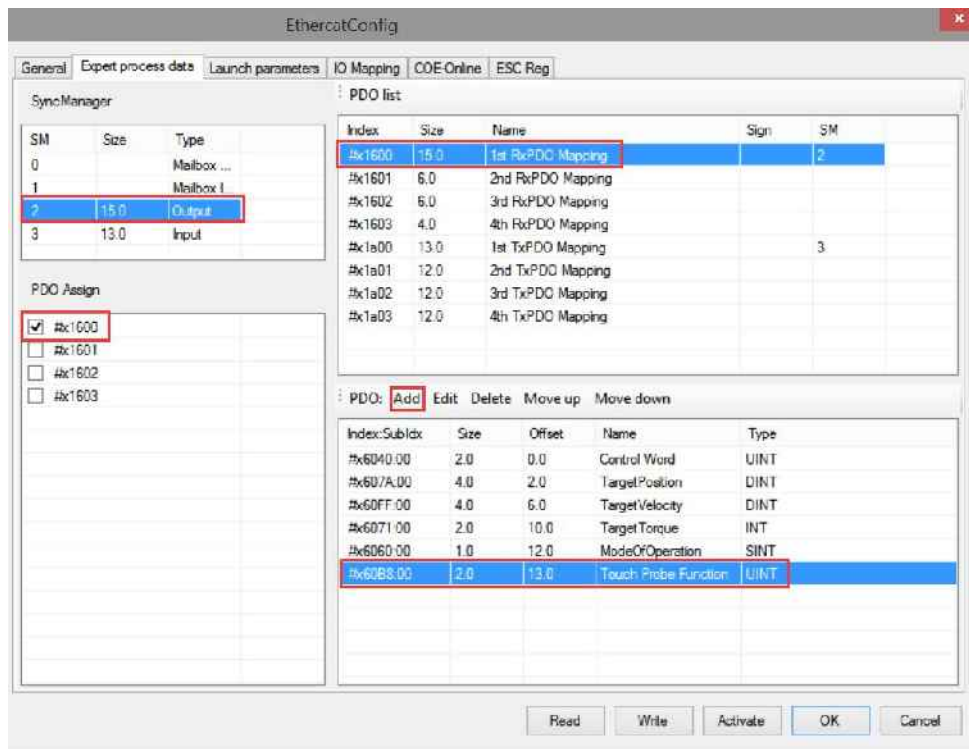 EthercatConfig
General Expert process data Launch parameters IO Mapping COE-Online ESC Reg
SyncManager
SM Size Type
0 Mailbox ...
1 Mailbox I...
2 15.0 Output
3 13.0 Input
PDO Assign
#x1600
#x1601
#x1602
#x1603
PDO list
Index Size Name Sign SM
#x1600 15.0 1st RxPDO Mapping 2
#x1601 6.0 2nd RxPDO Mapping
#x1602 6.0 3rd RxPDO Mapping
#x1603 4.0 4th RxPDO Mapping
#x1a00 13.0 1st TxPDO Mapping 3
#x1a01 12.0 2nd TxPDO Mapping
#x1a02 12.0 3rd TxPDO Mapping
#x1a03 12.0 4th TxPDO Mapping
PDO: Add Edit Delete Move up Move down
Index:SubIdx Size Offset Name Type
#x6040:00 2.0 0.0 Control Word UINT
#x607A:00 4.0 2.0 TargetPosition DINT
#x60FF:00 4.0 6.0 TargetVelocity DINT
#x6071:00 2.0 10.0 TargetTorque INT
#x6060:00 1.0 12.0 ModeOfOperation SINT
#x60B8:00 2.0 13.0 Touch Probe Function UINT
Read Write Activate OK Cancel